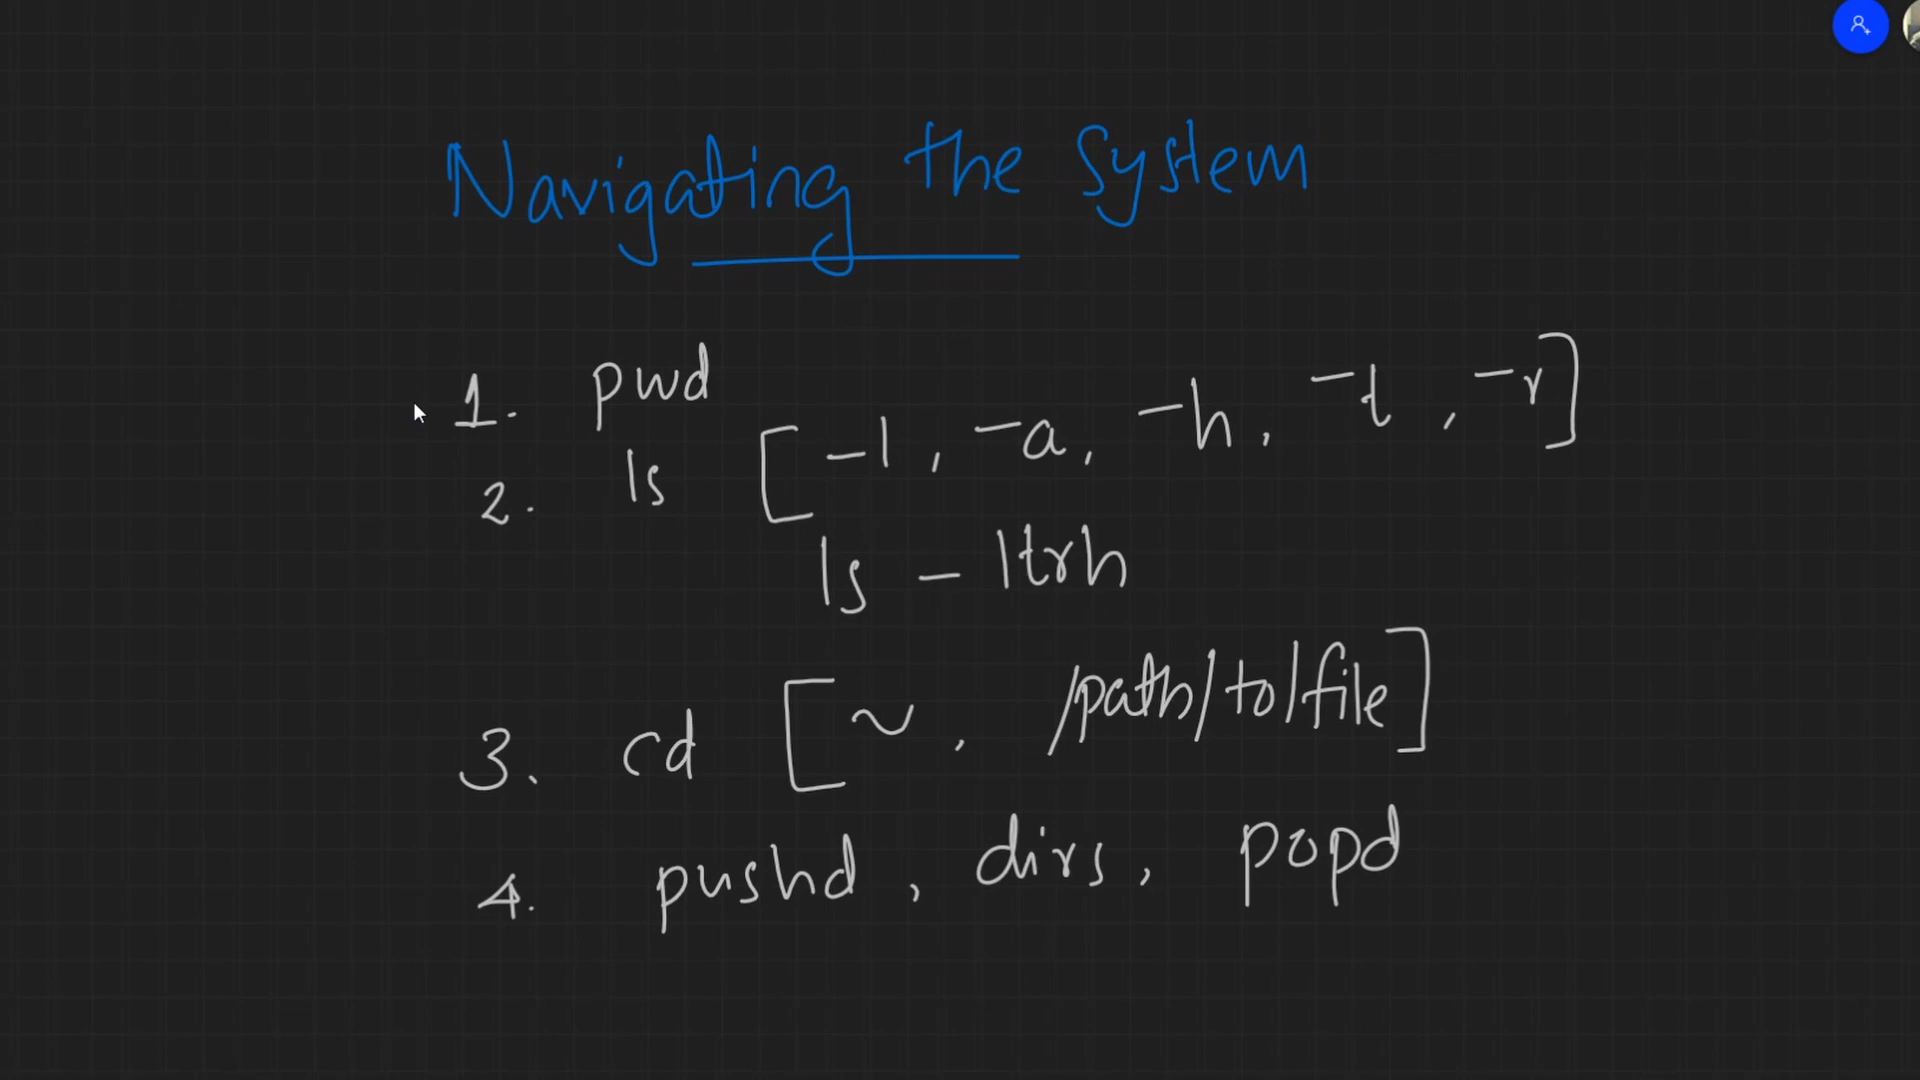 Navigating the System
1. pwd
2. ls [-l, -a, -h, -t, -r]
ls - ltrh
3. cd [~, /path/to/file]
4. pushd, dirs, popd